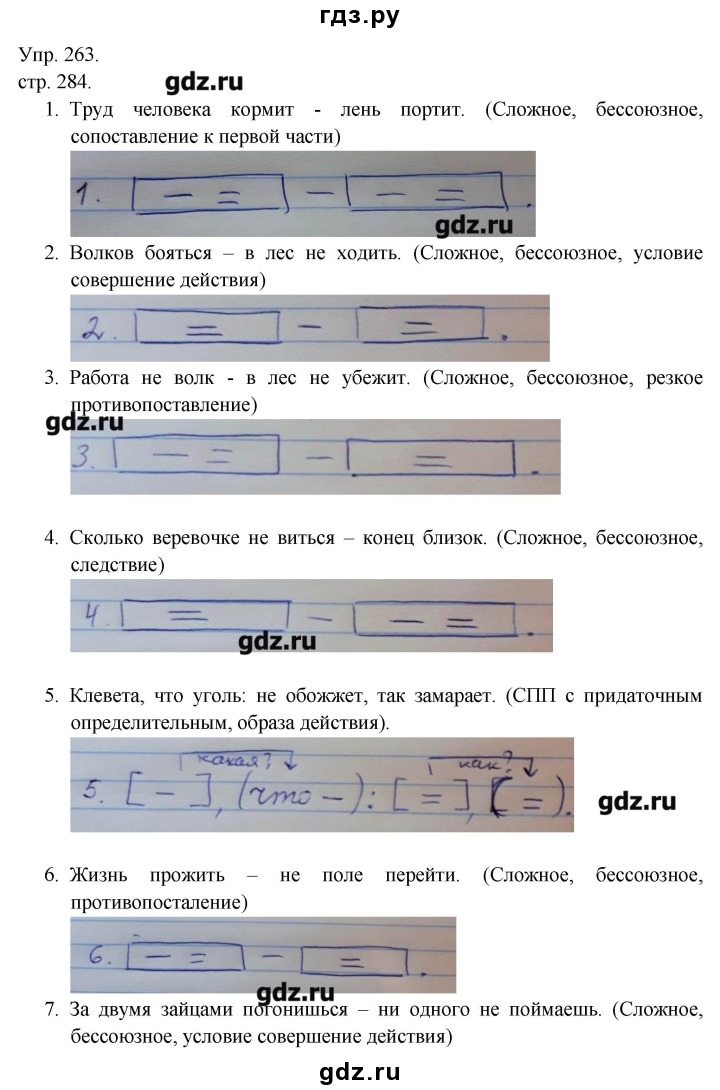 гдз.ру
Упр. 263.
стр. 284.
gdz.ru
1. Труд человека кормит - лень портит. (Сложное, бессоюзное,
сопоставление к первой части)
1. [ — = ] — [ — = ].
gdz.ru
2. Волков бояться – в лес не ходить. (Сложное, бессоюзное, условие
совершение действия)
2. [ = ] — [ = ].
3. Работа не волк - в лес не убежит. (Сложное, бессоюзное, резкое
противопоставление)
gdz.ru
3. [ — = ] — [ = ].
4. Сколько веревочке не виться – конец близок. (Сложное, бессоюзное,
следствие)
4. [ = ] — [ — = ].
gdz.ru
5. Клевета, что уголь: не обожжет, так замарает. (СПП с придаточным
определительным, образа действия).
какая? как?
5. [ — ], (что —): [ = ], ( = ).
gdz.ru
6. Жизнь прожить – не поле перейти. (Сложное, бессоюзное,
противопосталение)
6. [ — = ] — [ = ].
gdz.ru
7. За двумя зайцами погонишься – ни одного не поймаешь. (Сложное,
бессоюзное, условие совершение действия)
gdz.ru